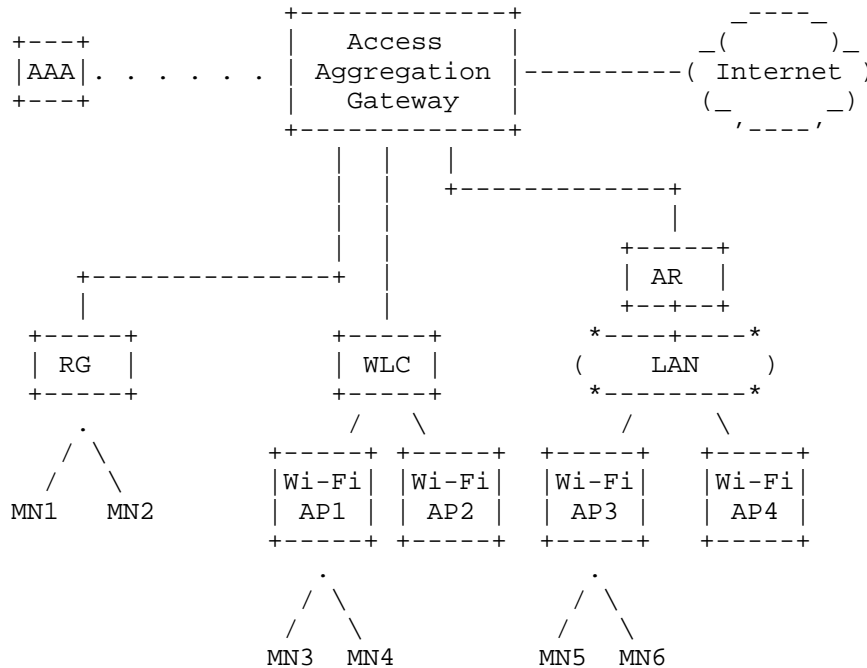 Access
AAA Aggregation Internet
Gateway
AR
RG WLC LAN
Wi-Fi Wi-Fi Wi-Fi Wi-Fi
MN1 MN2 AP1 AP2 AP3 AP4
MN3 MN4 MN5 MN6